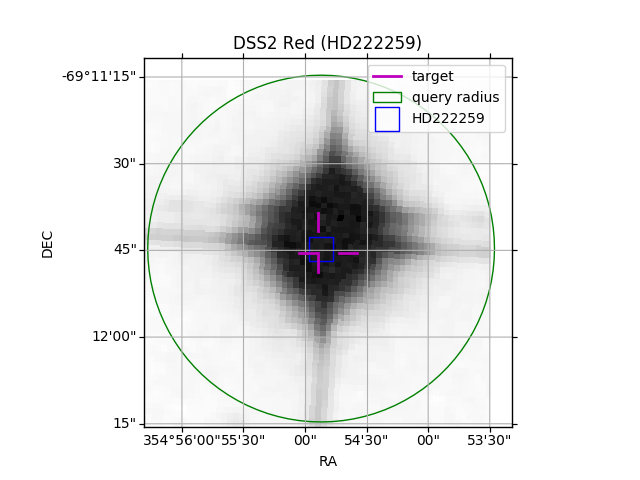 DSS2 Red (HD222259)
target
query radius
HD222259
-69°11'15"
30"
45"
12'00"
15"
DEC
354°56'00" 55'30" 00" 54'30" 00" 53'30"
RA